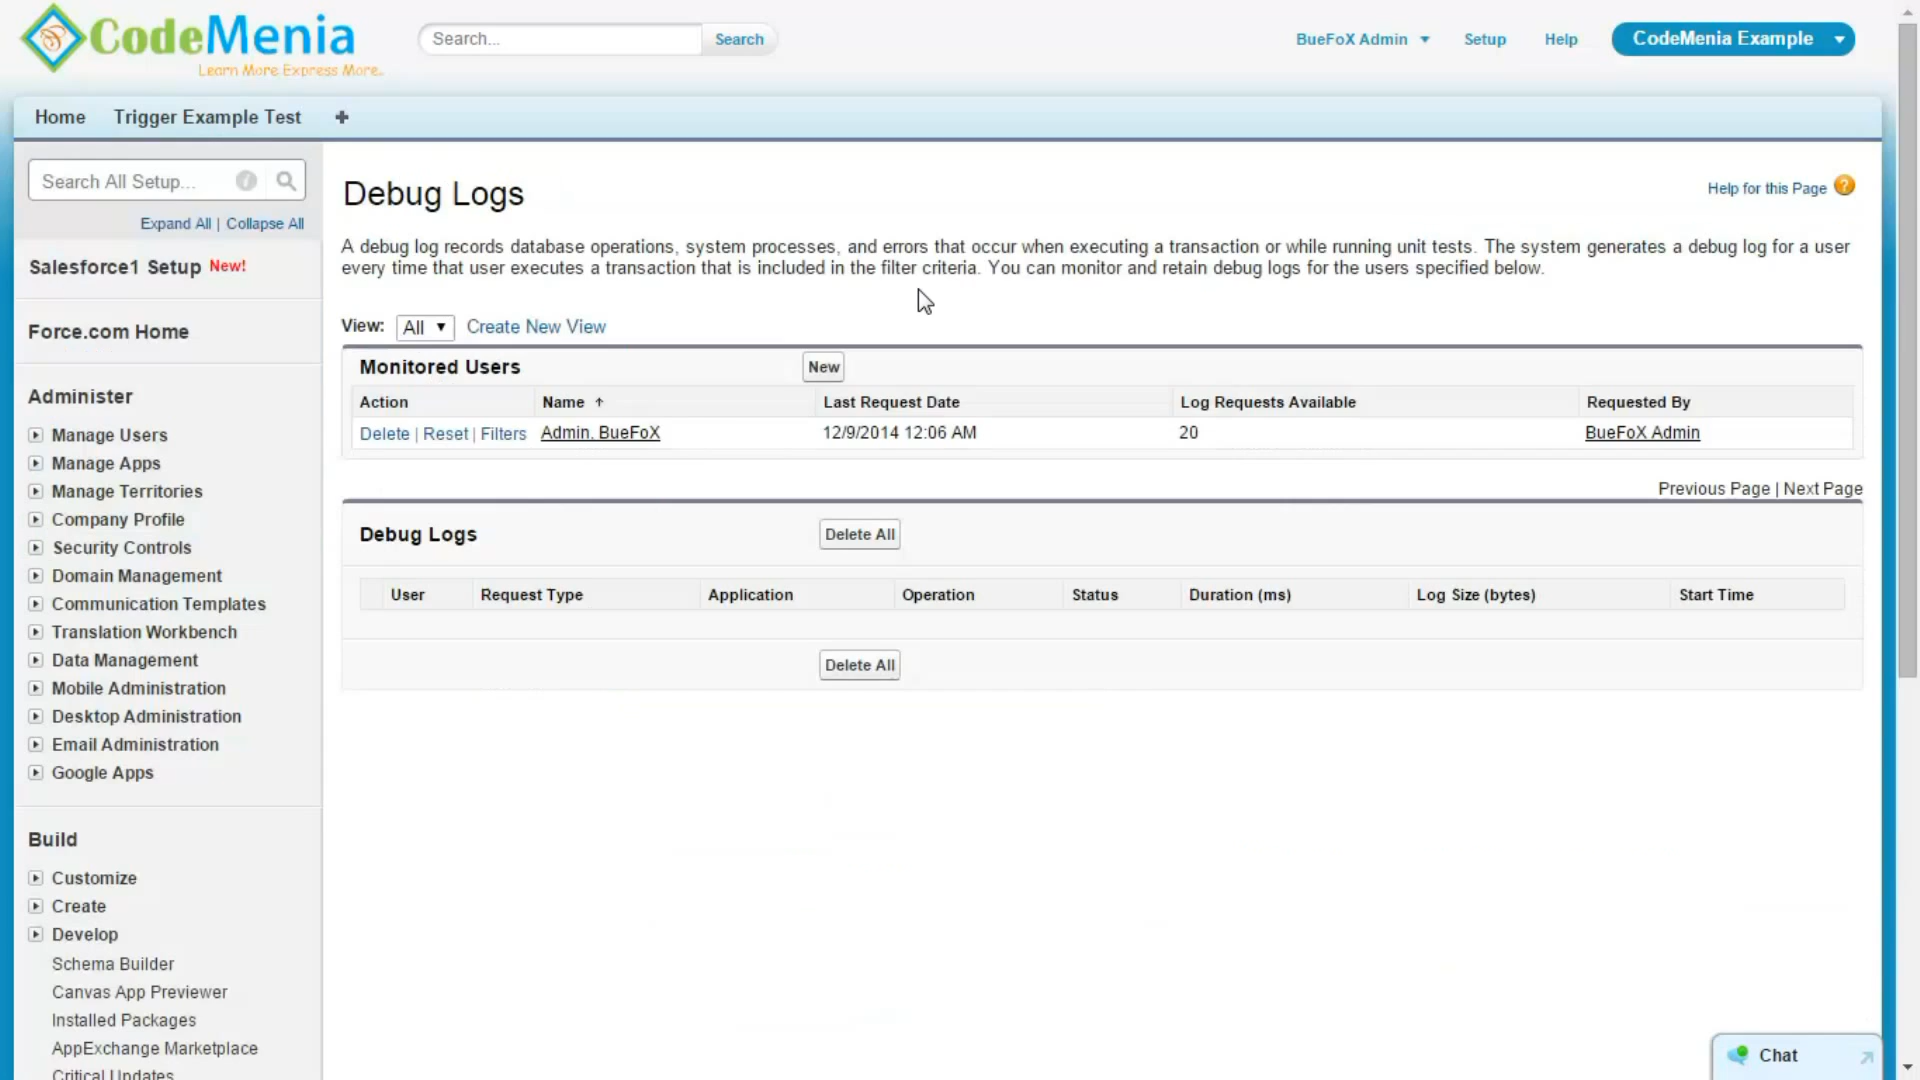 CodeMenia
Learn More Express More..
Search...
Search
BueFoX Admin
Setup
Help
CodeMenia Example
Home
Trigger Example Test
Search All Setup...
Expand All | Collapse All
Salesforce1 Setup New!
Force.com Home
Administer
Manage Users
Manage Apps
Manage Territories
Company Profile
Security Controls
Domain Management
Communication Templates
Translation Workbench
Data Management
Mobile Administration
Desktop Administration
Email Administration
Google Apps
Build
Customize
Create
Develop
Schema Builder
Canvas App Previewer
Installed Packages
AppExchange Marketplace
Critical Updates
Debug Logs
Help for this Page ?
A debug log records database operations, system processes, and errors that occur when executing a transaction or while running unit tests. The system generates a debug log for a user
every time that user executes a transaction that is included in the filter criteria. You can monitor and retain debug logs for the users specified below.
View: All Create New View
Monitored Users New
Action Name Last Request Date Log Requests Available Requested By
Delete | Reset | Filters Admin, BueFoX 12/9/2014 12:06 AM 20 BueFoX Admin
Previous Page | Next Page
Debug Logs Delete All
User Request Type Application Operation Status Duration (ms) Log Size (bytes) Start Time
Delete All
Chat